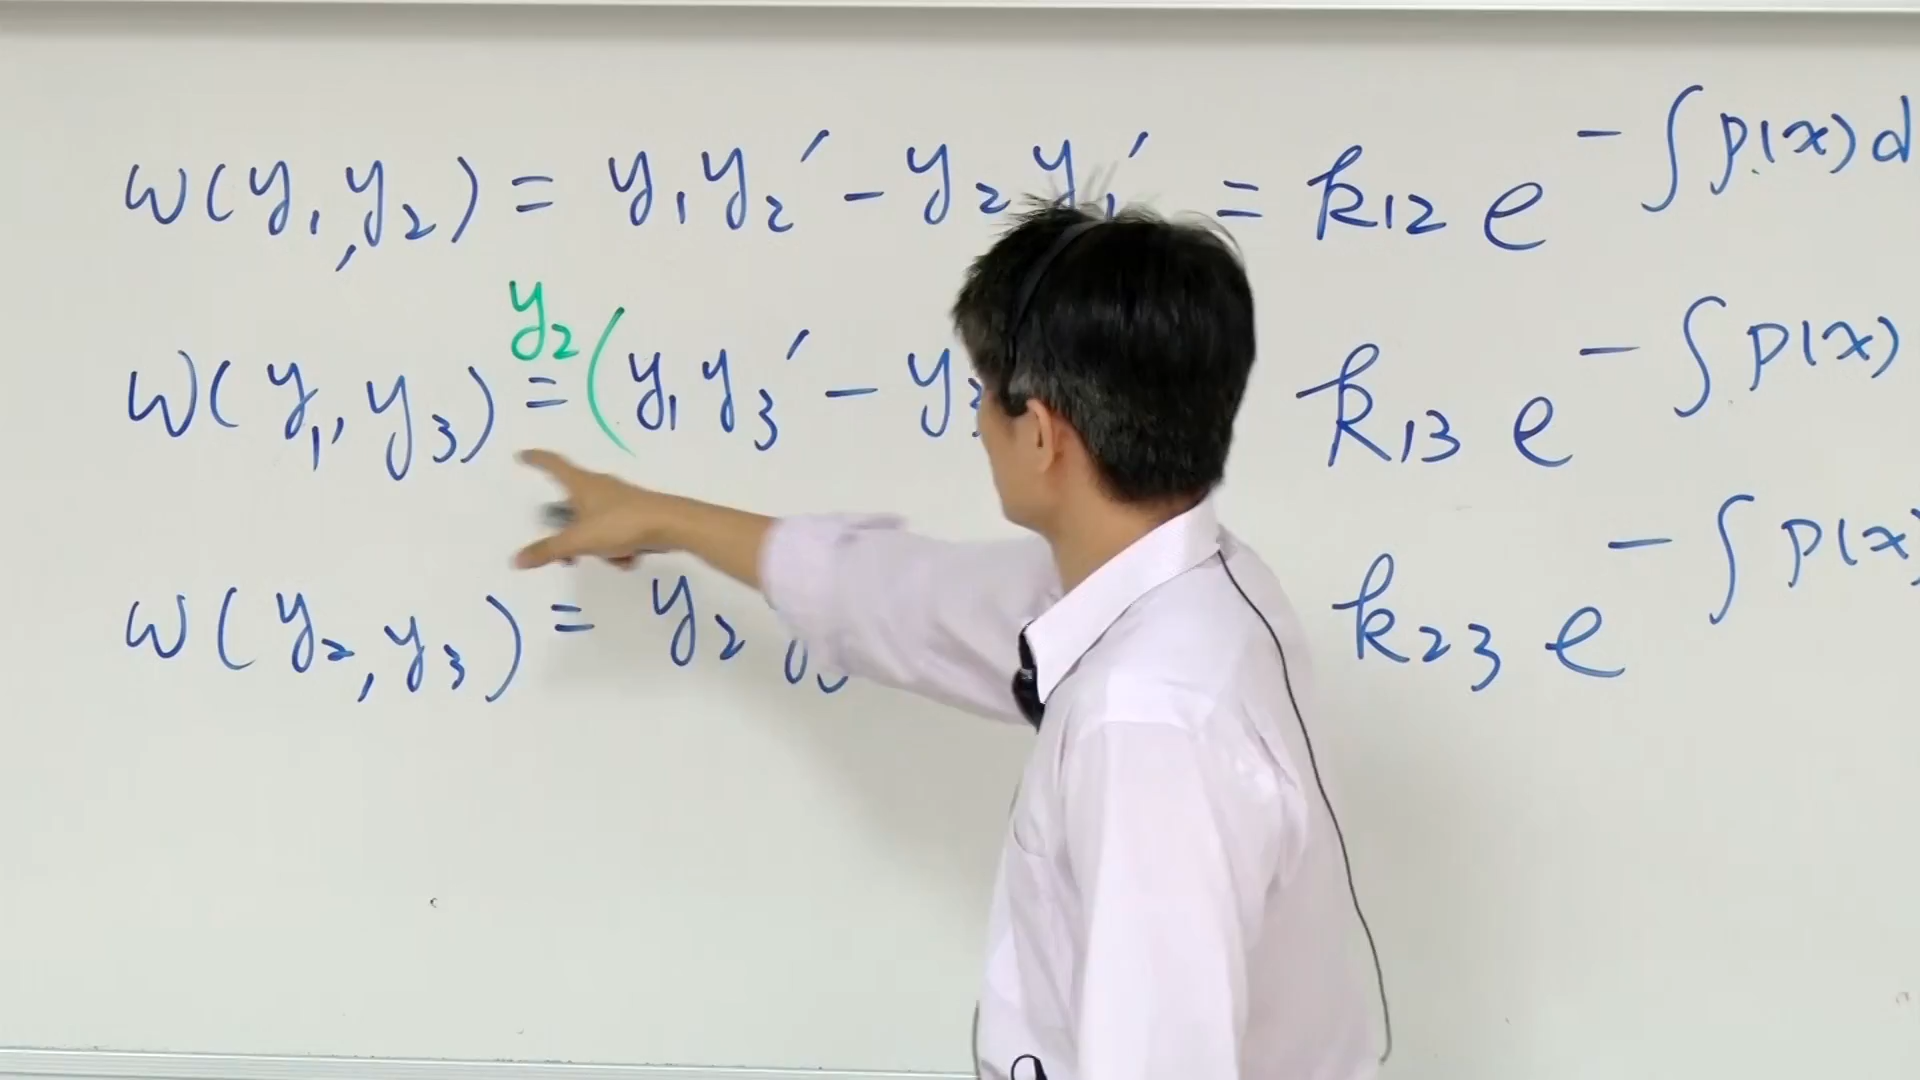 W(y₁, y₂) = y₁y₂′ − y₂y₁′ = k₁₂ e^−∫p(x)d
W(y₁, y₃) = y₂(y₁y₃′ − y₃ k₁₃ e^−∫p(x)
W(y₂, y₃) = y₂ k₂₃ e^−∫p(x)